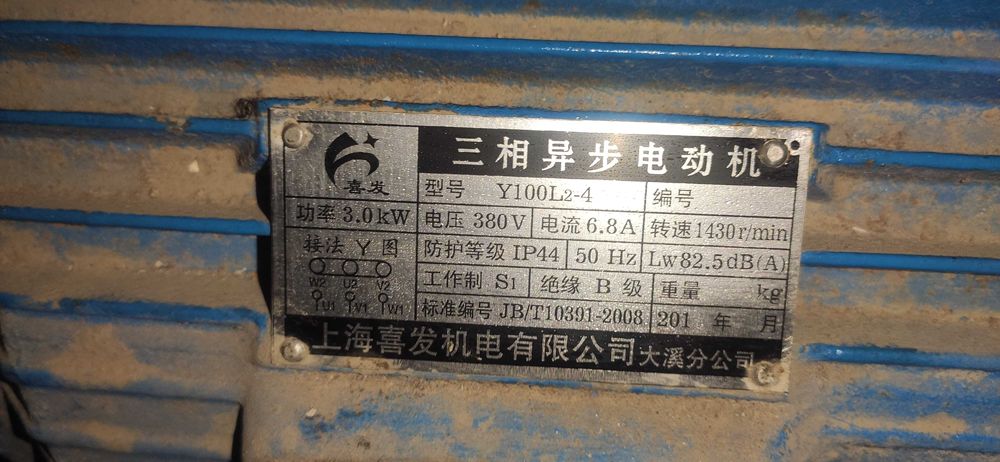 喜发
三相异步电动机
型号 Y100L2-4 编号
功率 3.0kW 电压 380V 电流 6.8A 转速 1430r/min
接法 Y 图 防护等级 IP44 50 Hz Lw82.5dB(A)
W2 U2 V2 工作制 S1 绝缘 B 级 重量 kg
U1 V1 W1 标准编号 JB/T10391-2008 201 年 月
上海喜发机电有限公司大溪分公司